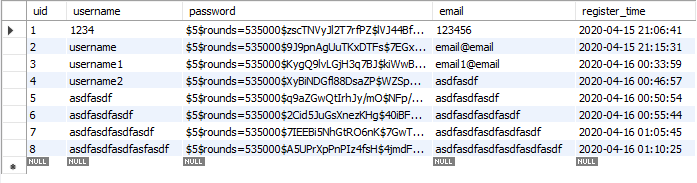 uid username password email register_time
1 1234 $5$rounds=535000$zscTNVyJl2T7rfPZ$lVJ44Bf... 123456 2020-04-15 21:06:41
2 username $5$rounds=535000$9J9pnAgUuTKxDTFs$7EGx... email@email 2020-04-15 21:15:31
3 username1 $5$rounds=535000$KygQ9lvLGjH3q7BJ$kiWwB... email1@email 2020-04-16 00:33:59
4 username2 $5$rounds=535000$XyBiNDGfl88DsaZP$WZSp... asdfasdf 2020-04-16 00:46:57
5 asdfasdf $5$rounds=535000$q9aZGwQtIrhJy/mO$NFp/... asdfasdf 2020-04-16 00:50:54
6 asdfasdfasdf $5$rounds=535000$2Cid5JuGsXnezKHg$40iBF... asdfasdfasdf 2020-04-16 00:55:44
7 asdfasdfasdf $5$rounds=535000$7IEEBi5NhGtRO6nK$7GwT... asdfasdfasdf 2020-04-16 01:05:45
8 asdfasdfasdfasfasdf $5$rounds=535000$A5UPrXpPnPIz4fsH$4jmdF... asdfasdfasdfasdfasdfasdf 2020-04-16 01:10:25
NULL NULL NULL NULL NULL